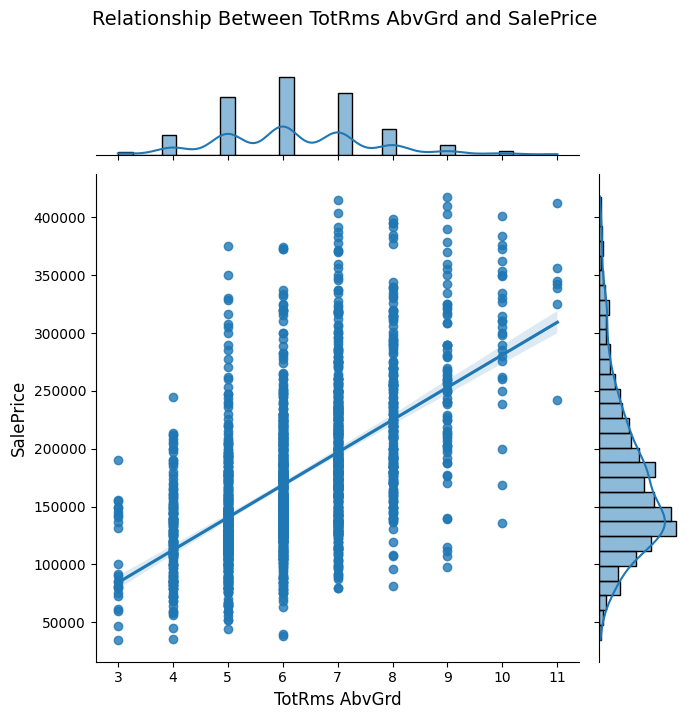 Relationship Between TotRms AbvGrd and SalePrice
400000
350000
300000
250000
200000
150000
100000
50000
SalePrice
3 4 5 6 7 8 9 10 11
TotRms AbvGrd